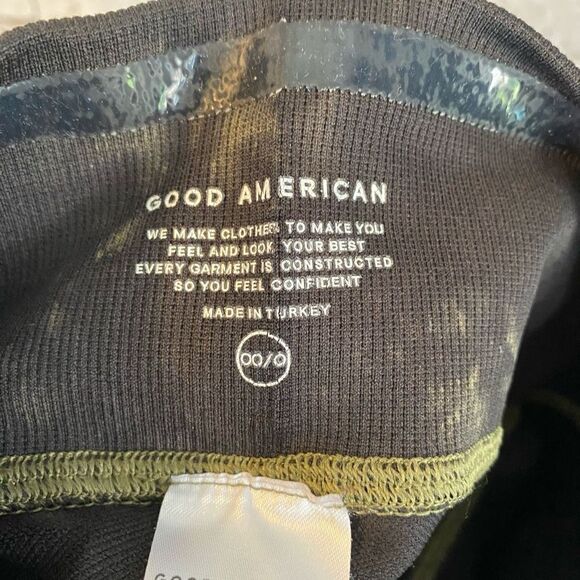 GOOD AMERICAN
WE MAKE CLOTHES TO MAKE YOU
FEEL AND LOOK YOUR BEST
EVERY GARMENT IS CONSTRUCTED
SO YOU FEEL CONFIDENT
MADE IN TURKEY
00/0
GOOD